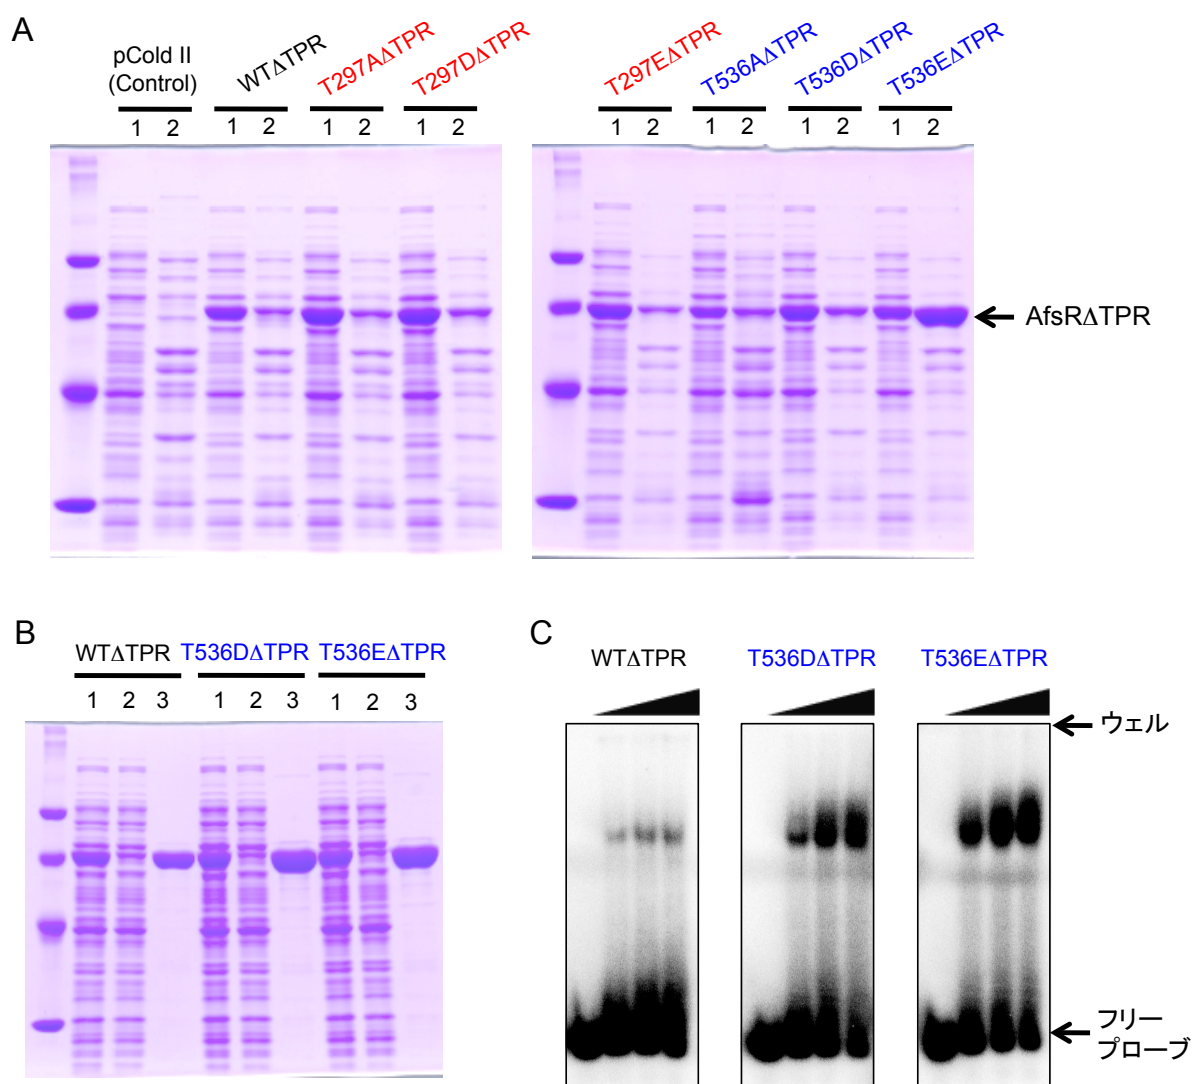 A
pCold II
(Control)
WTΔTPR
T297AΔTPR
T297DΔTPR
T297EΔTPR
T536AΔTPR
T536DΔTPR
T536EΔTPR
1 2 1 2 1 2 1 2
1 2 1 2 1 2 1 2
AfsRΔTPR
B
WTΔTPR T536DΔTPR T536EΔTPR
1 2 3 1 2 3 1 2 3
C
WTΔTPR T536DΔTPR T536EΔTPR
ウェル
フリー
プローブ